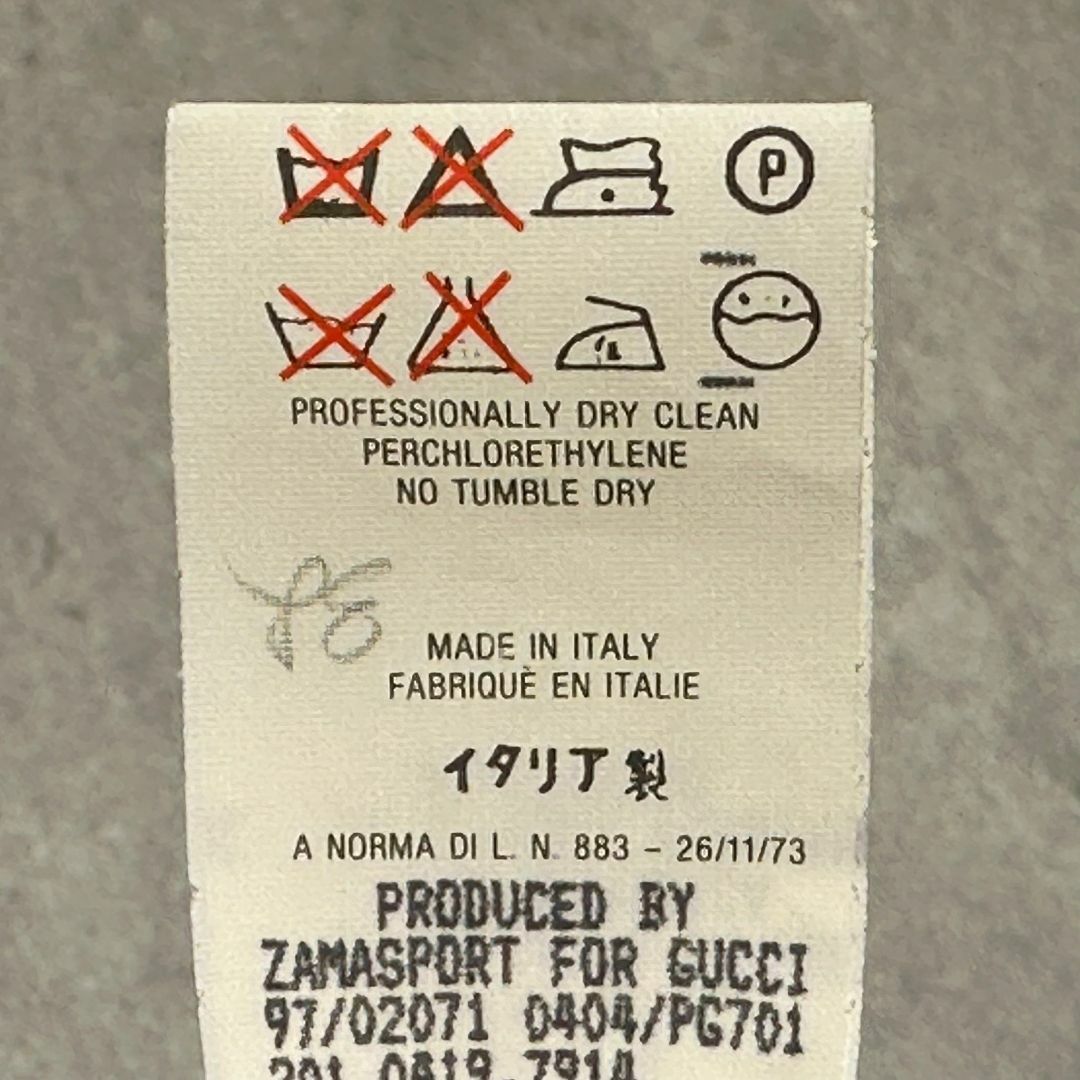 P
PROFESSIONALLY DRY CLEAN
PERCHLORETHYLENE
NO TUMBLE DRY
MADE IN ITALY
FABRIQUÈ EN ITALIE
イタリア製
A NORMA DI L. N. 883 - 26/11/73
PRODUCED BY
ZAMASPORT FOR GUCCI
97/02071 0404/PG701